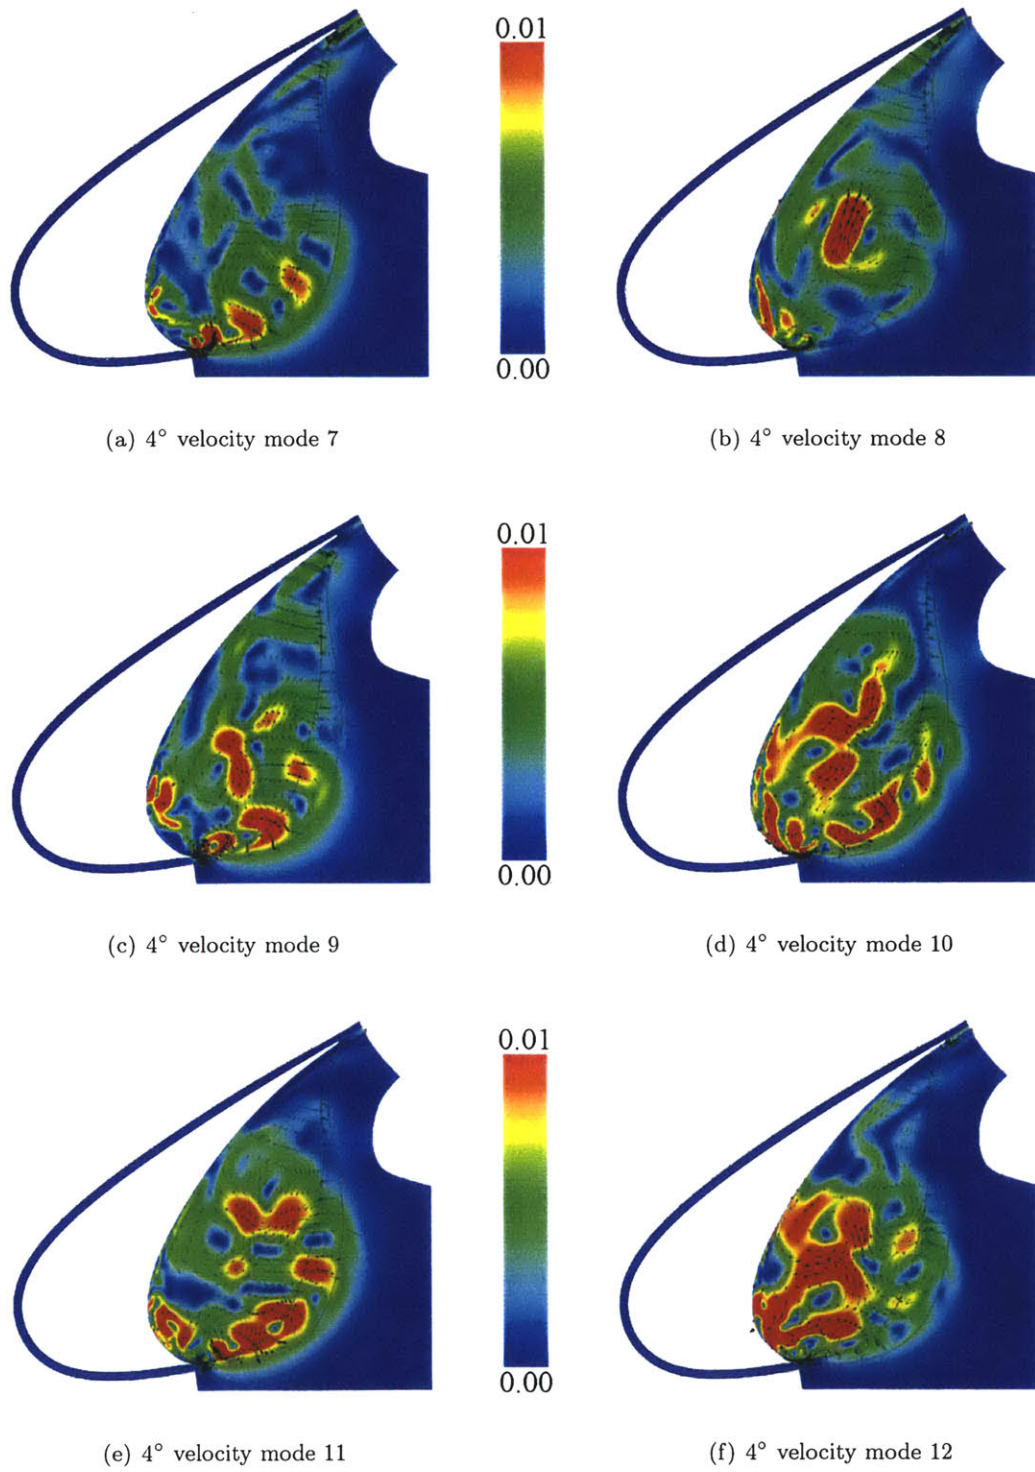 0.01
0.00
(a) 4° velocity mode 7
(b) 4° velocity mode 8
0.01
0.00
(c) 4° velocity mode 9
(d) 4° velocity mode 10
0.01
0.00
(e) 4° velocity mode 11
(f) 4° velocity mode 12